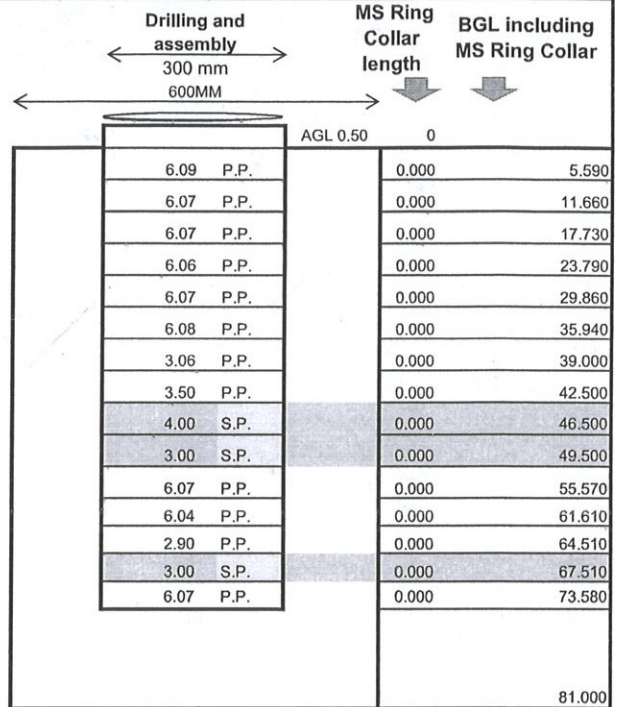 Drilling and assembly
MS Ring Collar length
BGL including MS Ring Collar
300 mm
600MM
AGL 0.50 0
6.09 P.P. 0.000 5.590
6.07 P.P. 0.000 11.660
6.07 P.P. 0.000 17.730
6.06 P.P. 0.000 23.790
6.07 P.P. 0.000 29.860
6.08 P.P. 0.000 35.940
3.06 P.P. 0.000 39.000
3.50 P.P. 0.000 42.500
4.00 S.P. 0.000 46.500
3.00 S.P. 0.000 49.500
6.07 P.P. 0.000 55.570
6.04 P.P. 0.000 61.610
2.90 P.P. 0.000 64.510
3.00 S.P. 0.000 67.510
6.07 P.P. 0.000 73.580
81.000